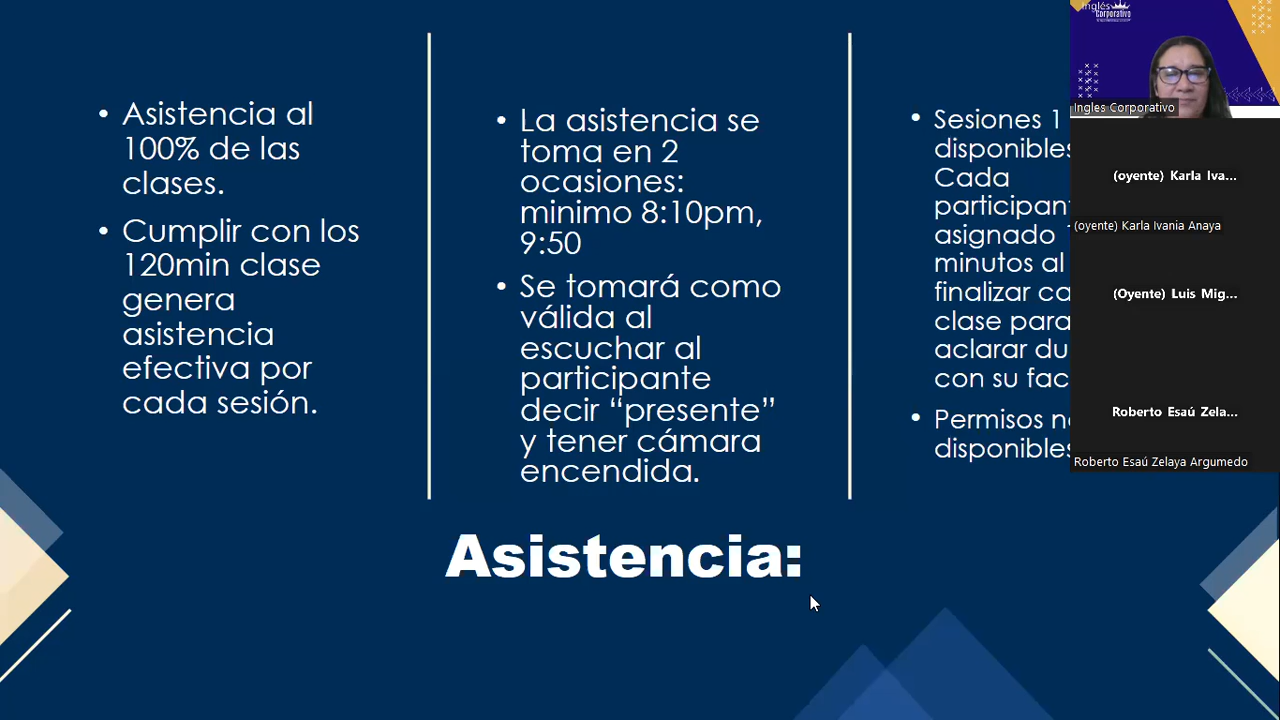 • Asistencia al
100% de las
clases.
• Cumplir con los
120min clase
genera
asistencia
efectiva por
cada sesión.
• La asistencia se
toma en 2
ocasiones:
minimo 8:10pm,
9:50
• Se tomará como
válida al
escuchar al
participante
decir “presente”
y tener cámara
encendida.
• Sesiones 1
disponibles
Cada
participan
asignado
minutos al
finalizar ca
clase para
aclarar du
con su fac
• Permisos n
disponibles
Asistencia:
Inglés
corporativo
Ingles Corporativo
(oyente) Karla Iva...
(oyente) Karla Ivania Anaya
(Oyente) Luis Mig...
Roberto Esaú Zela...
Roberto Esaú Zelaya Argumedo